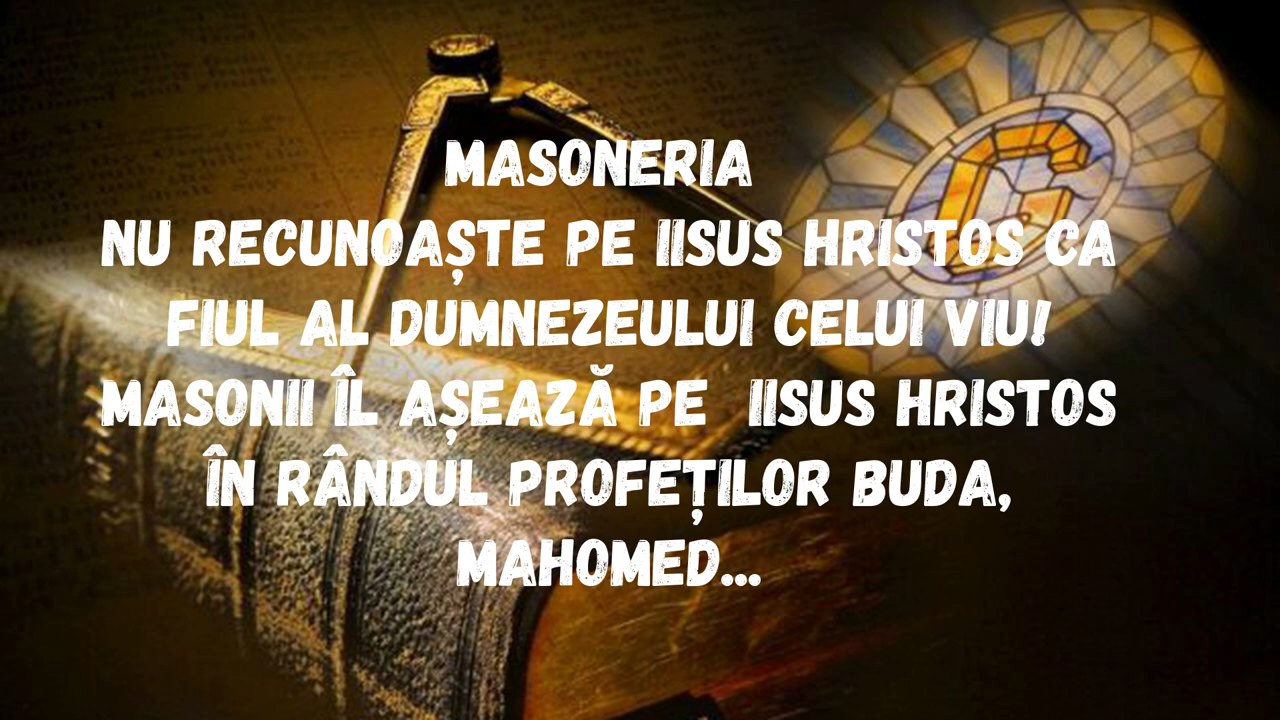 MASONERIA
NU RECUNOAȘTE PE IISUS HRISTOS CA
FIUL AL DUMNEZEULUI CELUI VIU!
MASONII ÎL AȘEAZĂ PE IISUS HRISTOS
ÎN RÂNDUL PROFEȚILOR BUDA,
MAHOMED...
G